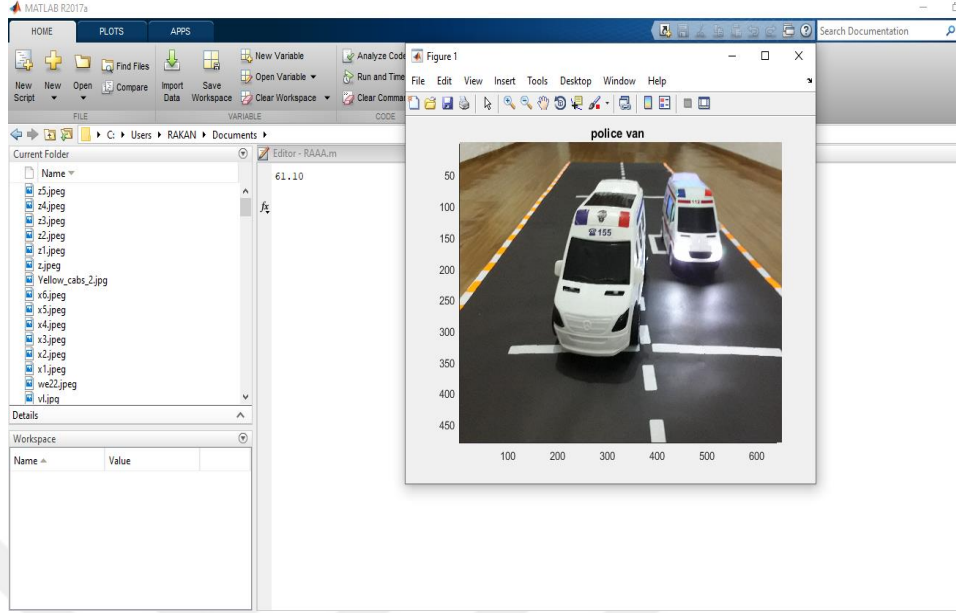 MATLAB R2017a
HOME PLOTS APPS
Search Documentation
New Script
New
Open
Find Files
Compare
Import Data
Save Workspace
New Variable
Open Variable
Clear Workspace
Analyze Code
Run and Time
FILE VARIABLE CODE
C: Users RAKAN Documents
Current Folder
Name
z5.jpeg
z4.jpeg
z3.jpeg
z2.jpeg
z1.jpeg
z.jpeg
Yellow_cabs_2.jpg
x6.jpeg
x5.jpeg
x4.jpeg
x3.jpeg
x2.jpeg
x1.jpeg
we22.jpeg
vl.jpg
Details
Workspace
Name Value
Editor - RAAA.m
61.10
fx
Figure 1
File Edit View Insert Tools Desktop Window Help
police van
155
50
100
150
200
250
300
350
400
450
100 200 300 400 500 600